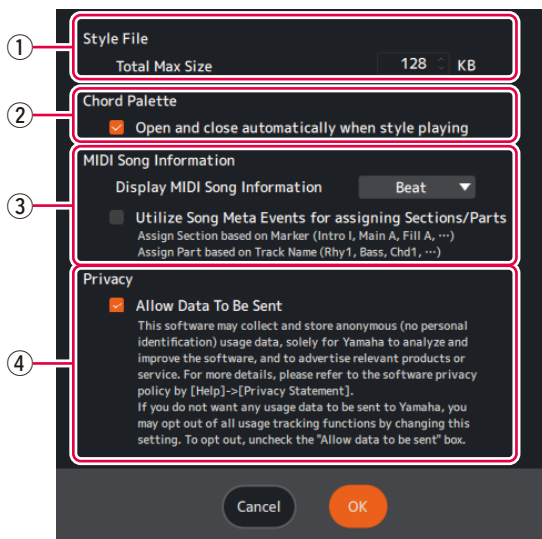 1
Style File
Total Max Size 128 KB
2
Chord Palette
Open and close automatically when style playing
3
MIDI Song Information
Display MIDI Song Information Beat
Utilize Song Meta Events for assigning Sections/Parts
Assign Section based on Marker (Intro I, Main A, Fill A, ···)
Assign Part based on Track Name (Rhy1, Bass, Chd1, ···)
4
Privacy
Allow Data To Be Sent
This software may collect and store anonymous (no personal
identification) usage data, solely for Yamaha to analyze and
improve the software, and to advertise relevant products or
service. For more details, please refer to the software privacy
policy by [Help]->[Privacy Statement].
If you do not want any usage data to be sent to Yamaha, you
may opt out of all usage tracking functions by changing this
setting. To opt out, uncheck the "Allow data to be sent" box.
Cancel OK